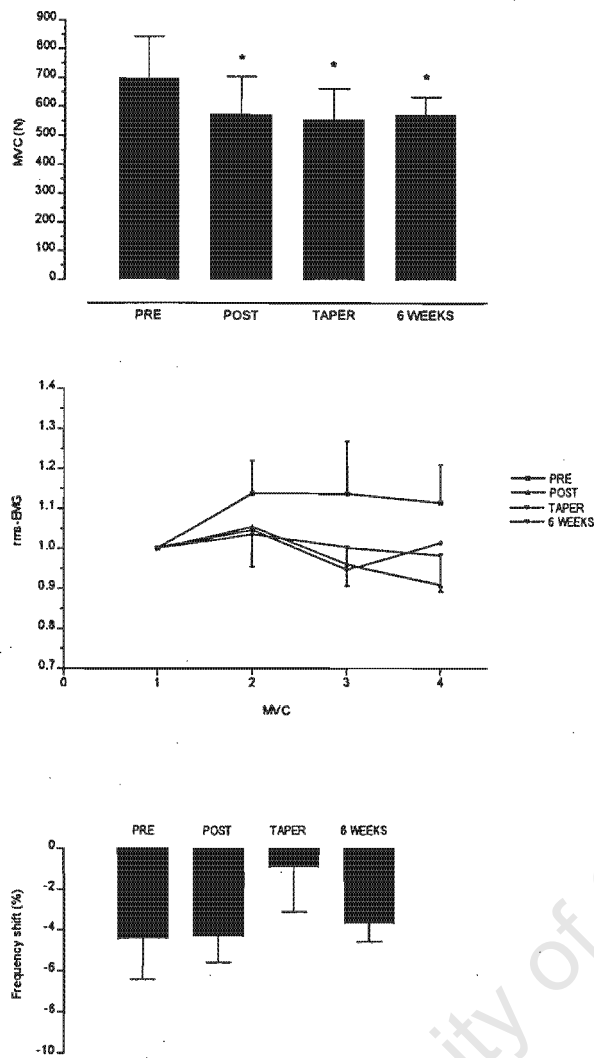 900
800
700
600
500
400
300
200
100
0
MVC (N)
* * *
PRE POST TAPER 6 WEEKS
1.4
1.3
1.2
1.1
1.0
0.9
0.8
0.7
rms-EMG
0 1 2 3 4
MVC
PRE
POST
TAPER
6 WEEKS
PRE POST TAPER 6 WEEKS
0
-2
-4
-6
-8
-10
Frequency shift (%)
ity of